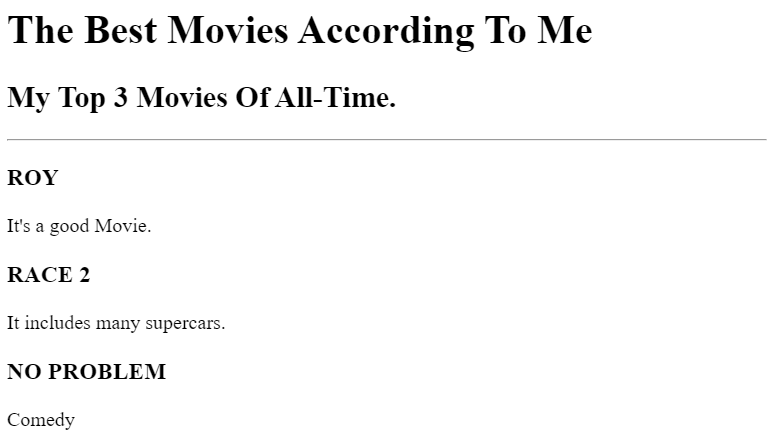 The Best Movies According To Me
My Top 3 Movies Of All-Time.
ROY
It's a good Movie.
RACE 2
It includes many supercars.
NO PROBLEM
Comedy